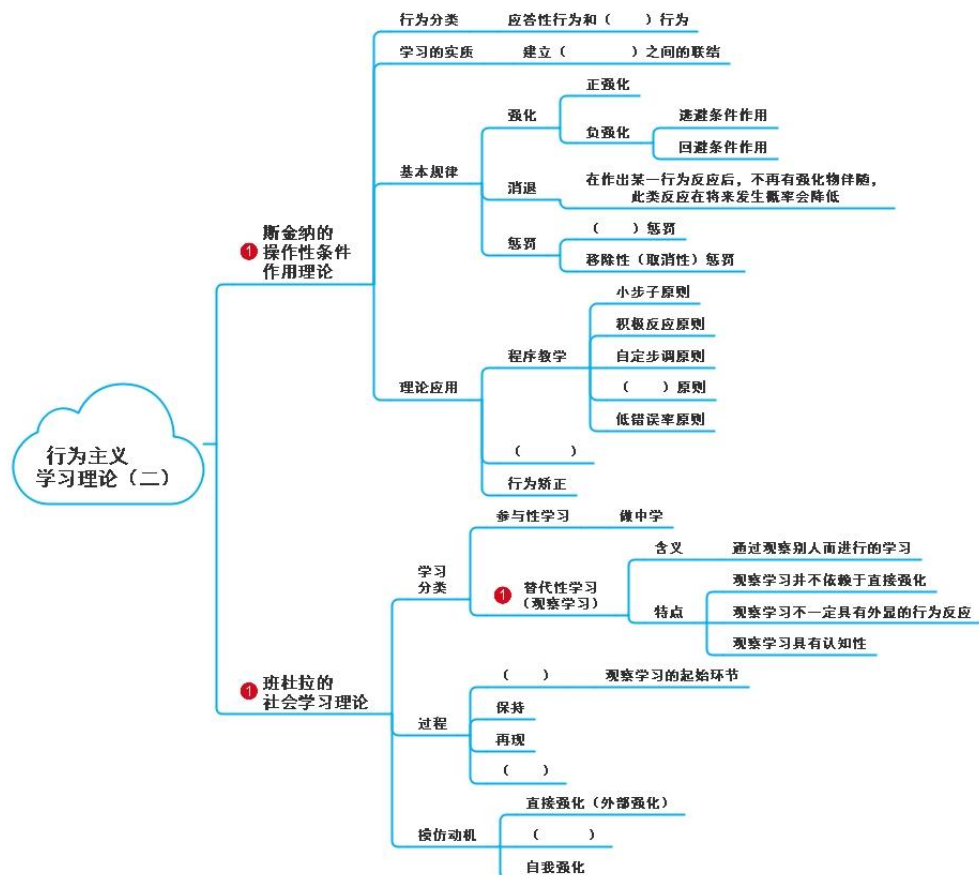 行为主义
学习理论（二）
1
斯金纳的
操作性条件
作用理论
行为分类
应答性行为和（　　）行为
学习的实质
建立（　　　　）之间的联结
基本规律
强化
正强化
负强化
逃避条件作用
回避条件作用
消退
在作出某一行为反应后，不再有强化物伴随，
此类反应在将来发生概率会降低
惩罚
（　　）惩罚
移除性（取消性）惩罚
理论应用
程序教学
小步子原则
积极反应原则
自定步调原则
（　　）原则
低错误率原则
（　　　）
行为矫正
1
班杜拉的
社会学习理论
学习
分类
参与性学习
做中学
1
替代性学习
（观察学习）
含义
通过观察别人而进行的学习
特点
观察学习并不依赖于直接强化
观察学习不一定具有外显的行为反应
观察学习具有认知性
过程
（　　）
观察学习的起始环节
保持
再现
（　　）
模仿动机
直接强化（外部强化）
（　　　）
自我强化